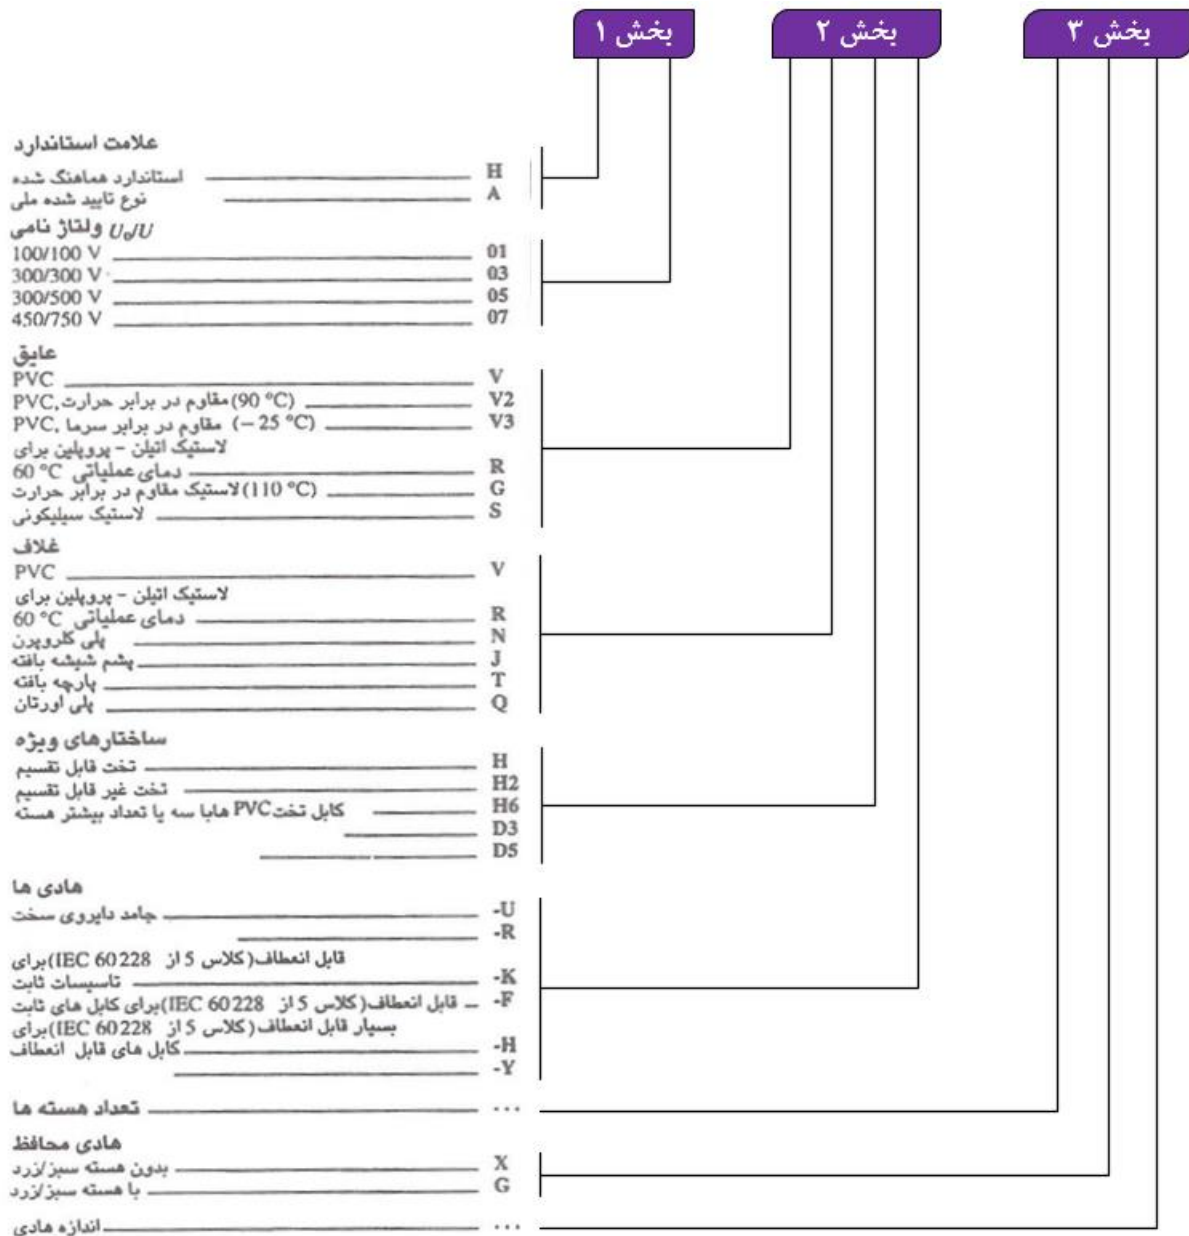 بخش ۱
بخش ۲
بخش ۳
علامت استاندارد
استاندارد هماهنگ شده H
نوع تایید شده ملی A
ولتاژ نامی U₀/U
100/100 V 01
300/300 V 03
300/500 V 05
450/750 V 07
عایق
PVC V
PVC,مقاوم در برابر حرارت (90 °C) V2
PVC, مقاوم در برابر سرما (– 25 °C) V3
لاستیک اتیلن – پروپلین برای
دمای عملیاتی 60 °C R
لاستیک مقاوم در برابر حرارت (110 °C) G
لاستیک سیلیکونی S
غلاف
PVC V
لاستیک اتیلن – پروپلین برای
دمای عملیاتی 60 °C R
پلی کلروپرن N
پشم شیشه بافته J
پارچه بافته T
پلی اورتان Q
ساختارهای ویژه
تخت قابل تقسیم H
تخت غیر قابل تقسیم H2
کابل تخت PVC هابا سه یا تعداد بیشتر هسته H6
D3
D5
هادی ها
جامد دایروی سخت -U
-R
قابل انعطاف(کلاس 5 از IEC 60228)برای
تاسیسات ثابت -K
قابل انعطاف(کلاس 5 از IEC 60228)برای کابل های ثابت -F
بسیار قابل انعطاف(کلاس 5 از IEC 60228)برای
کابل های قابل انعطاف -H
-Y
تعداد هسته ها ...
هادی محافظ
بدون هسته سبز/زرد X
با هسته سبز/زرد G
اندازه هادی ...